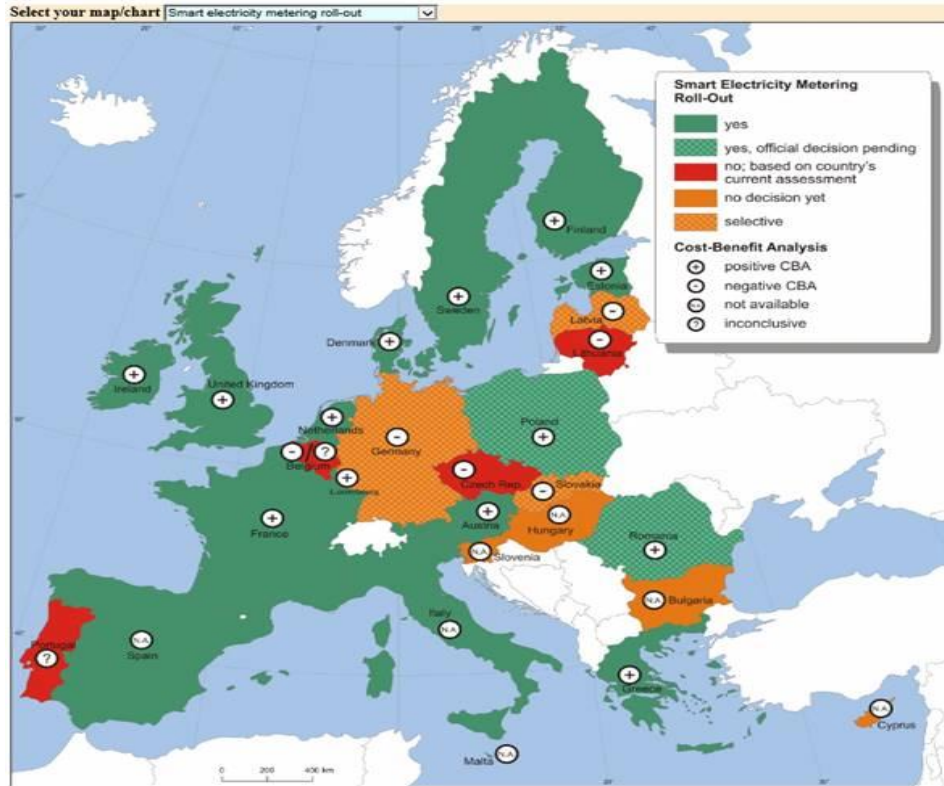 Select your map/chart Smart electricity metering roll-out
Smart Electricity Metering
Roll-Out
yes
yes, official decision pending
no; based on country's
current assessment
no decision yet
selective
Cost-Benefit Analysis
+ positive CBA
- negative CBA
N.A. not available
? inconclusive
+
Finland
+
Estonia
+
Sweden
-
Latvia
Denmark +
-
Lithuania
+
Ireland
United Kingdom
+
+
Netherlands
- / ?
Belgium
-
Germany
Poland
+
+
-
Czech Rep.
Slovakia
-
+
Austria
N.A.
Hungary
+
France
N.A. Slovenia
Romania
+
N.A. Bulgaria
Italy
N.A.
N.A.
Spain
Portugal
?
+
Greece
N.A.
Cyprus
Malta N.A.
0 200 400 km